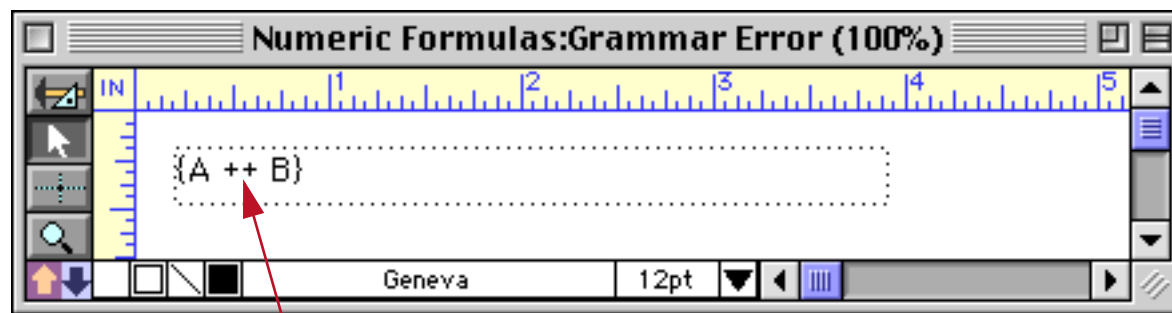 Numeric Formulas:Grammar Error (100%)
IN 1 2 3 4 5
{A ++ B}
Geneva 12pt